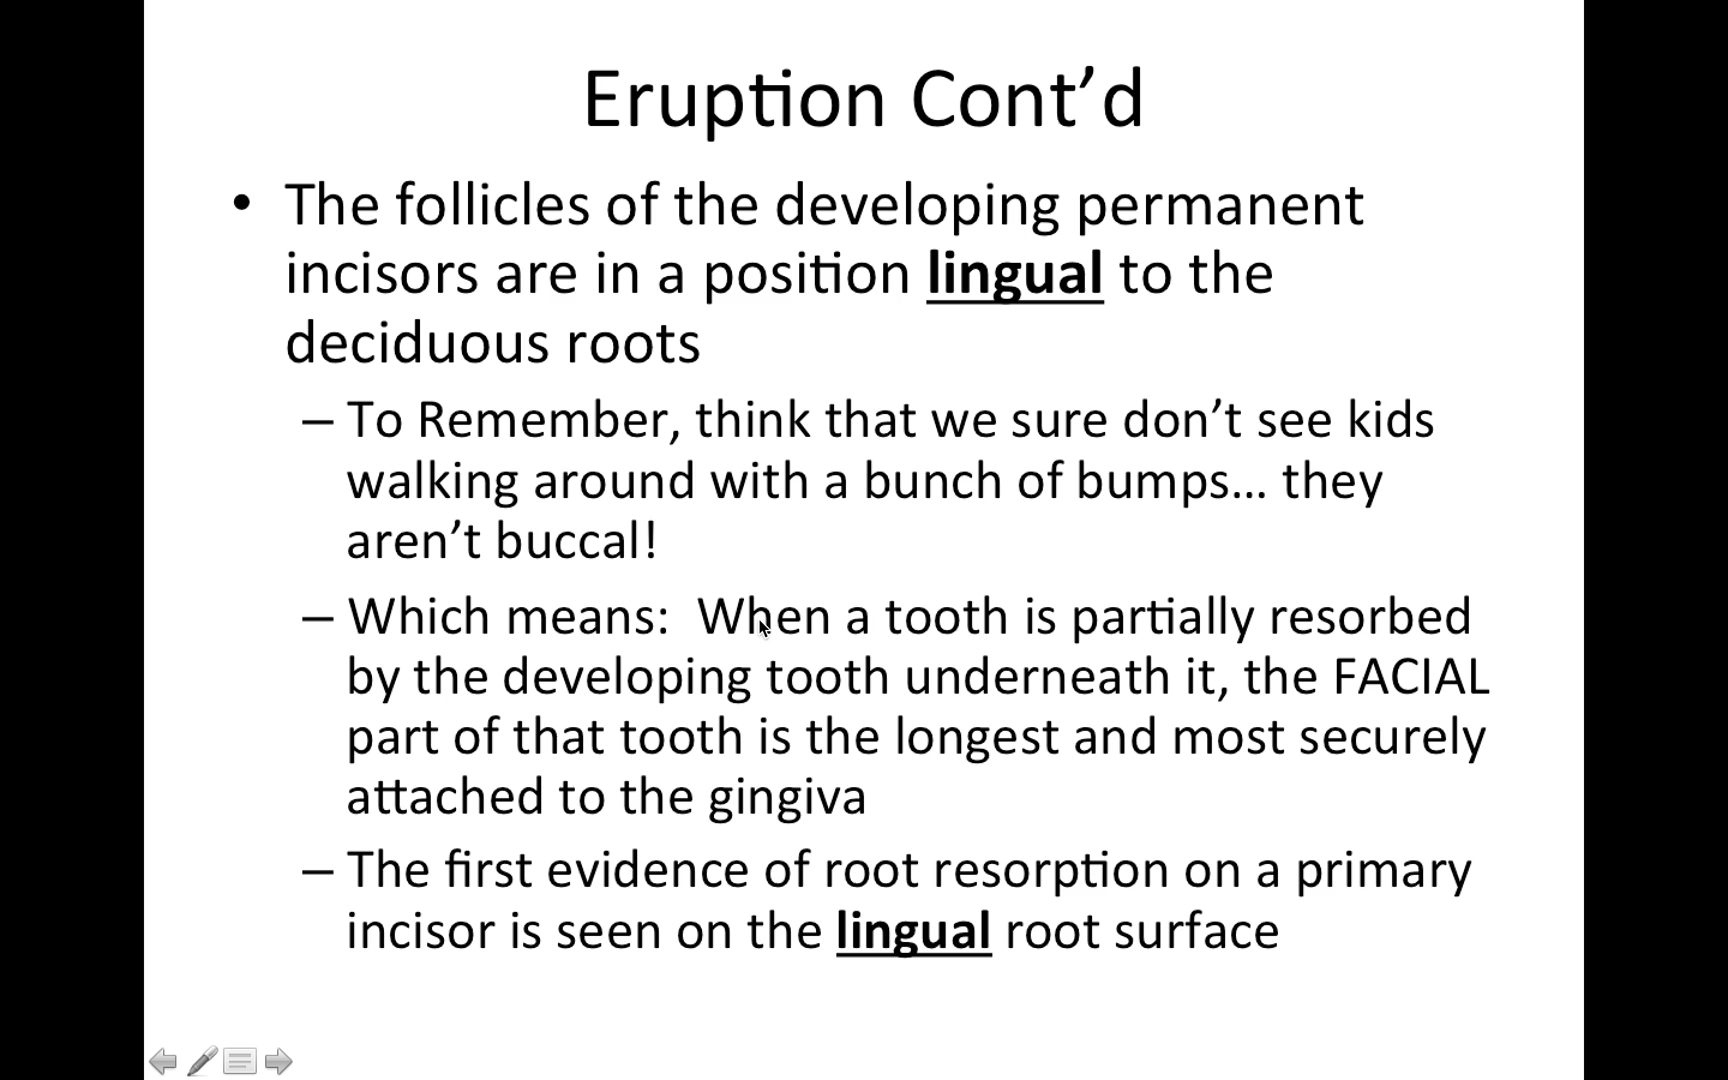 Eruption Cont’d
• The follicles of the developing permanent
incisors are in a position lingual to the
deciduous roots
– To Remember, think that we sure don’t see kids
walking around with a bunch of bumps… they
aren’t buccal!
– Which means:  When a tooth is partially resorbed
by the developing tooth underneath it, the FACIAL
part of that tooth is the longest and most securely
attached to the gingiva
– The first evidence of root resorption on a primary
incisor is seen on the lingual root surface